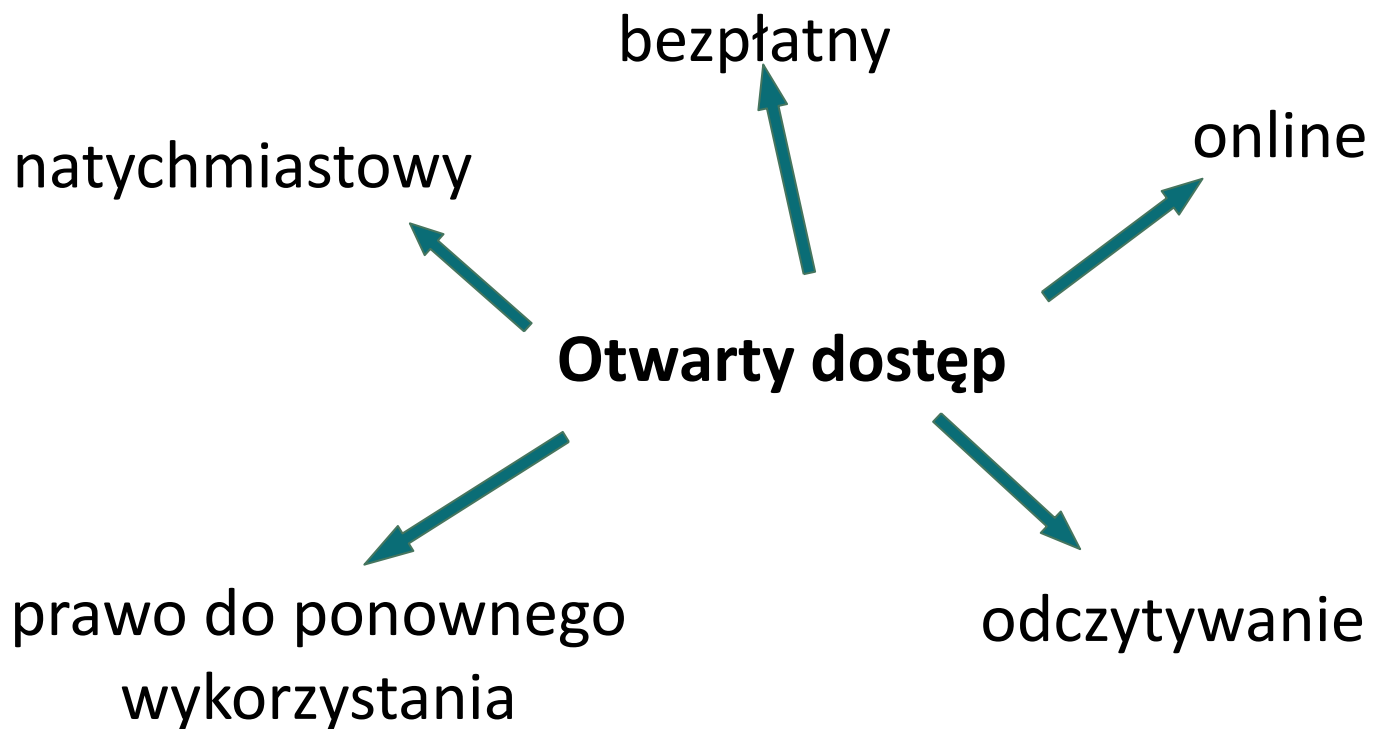 bezpłatny
online
natychmiastowy
Otwarty dostęp
prawo do ponownego
wykorzystania
odczytywanie